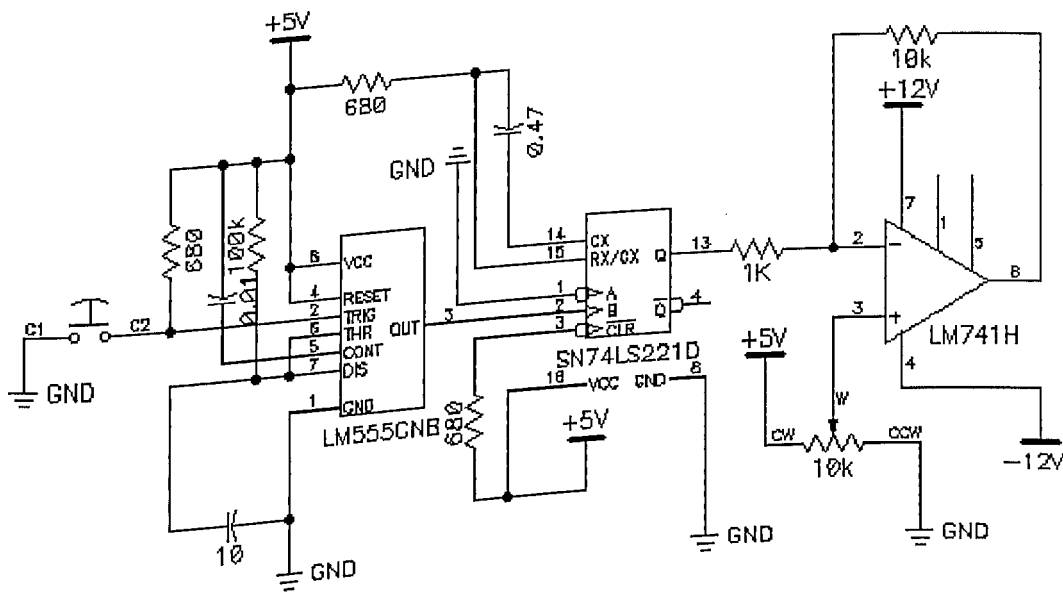 +5V
680
0.47
GND
680
100k
0.01
C1
C2
GND
8
VCC
4
RESET
2
TRIG
6
THR
5
CONT
7
DIS
1
GND
OUT
3
LM555CNB
10
GND
14
CX
15
RX/CX
1
A
2
B
3
CLR
Q
13
Q
4
SN74LS221D
16
VCC
GND
8
680
+5V
GND
1K
10k
+12V
7
1
5
2
-
3
+
6
4
LM741H
+5V
W
CW
CCW
10k
GND
-12V